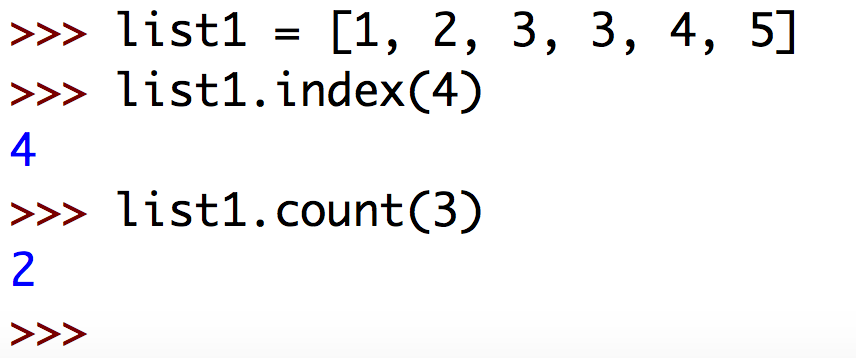 >>> list1 = [1, 2, 3, 3, 4, 5]
>>> list1.index(4)
4
>>> list1.count(3)
2
>>>